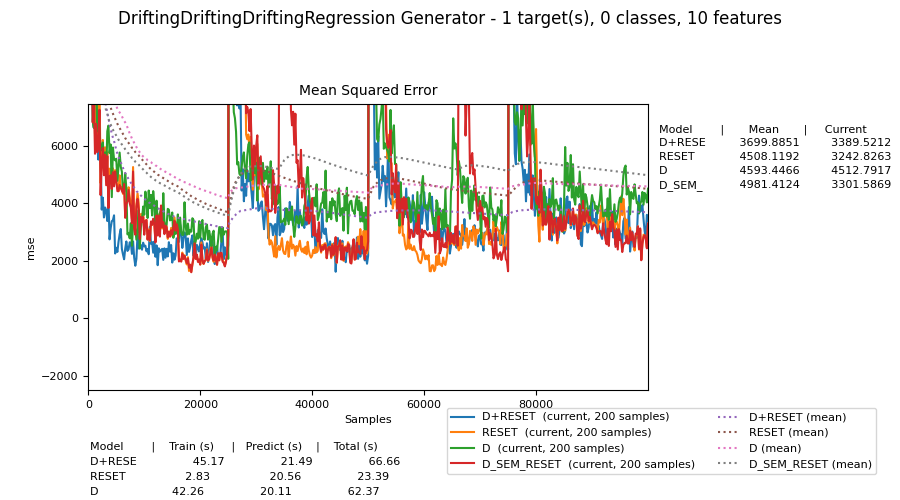 DriftingDriftingDriftingRegression Generator - 1 target(s), 0 classes, 10 features
Mean Squared Error
6000
4000
2000
0
−2000
mse
0 20000 40000 60000 80000
Samples
Model | Mean | Current
D+RESE 3699.8851 3389.5212
RESET 4508.1192 3242.8263
D 4593.4466 4512.7917
D_SEM_ 4981.4124 3301.5869
D+RESET (current, 200 samples)
RESET (current, 200 samples)
D (current, 200 samples)
D_SEM_RESET (current, 200 samples)
D+RESET (mean)
RESET (mean)
D (mean)
D_SEM_RESET (mean)
Model | Train (s) | Predict (s) | Total (s)
D+RESE 45.17 21.49 66.66
RESET 2.83 20.56 23.39
D 42.26 20.11 62.37